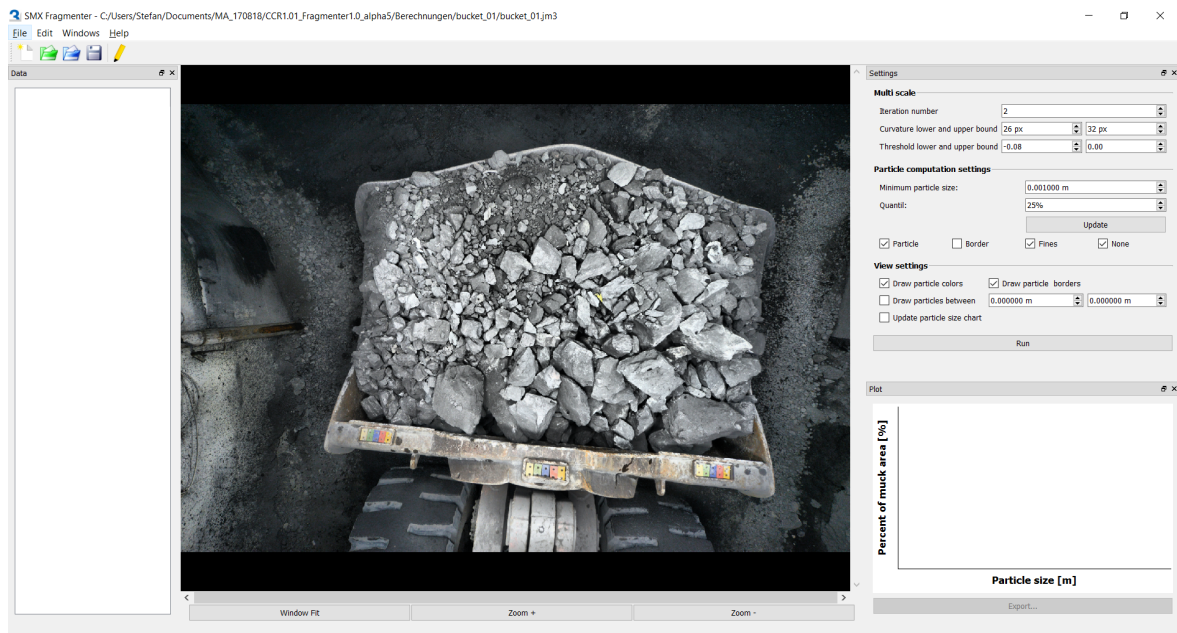 SMX Fragmenter - C:/Users/Stefan/Documents/MA_170818/CCR1.01_Fragmenter1.0_alpha5/Berechnungen/bucket_01/bucket_01.jm3
File Edit Windows Help
Data
Settings
Multi scale
Iteration number 2
Curvature lower and upper bound 26 px 32 px
Threshold lower and upper bound -0.08 0.00
Particle computation settings
Minimum particle size: 0.001000 m
Quantil: 25%
Update
Particle Border Fines None
View settings
Draw particle colors Draw particle borders
Draw particles between 0.000000 m 0.000000 m
Update particle size chart
Run
Plot
Percent of muck area [%]
Particle size [m]
Export...
Window Fit Zoom + Zoom -